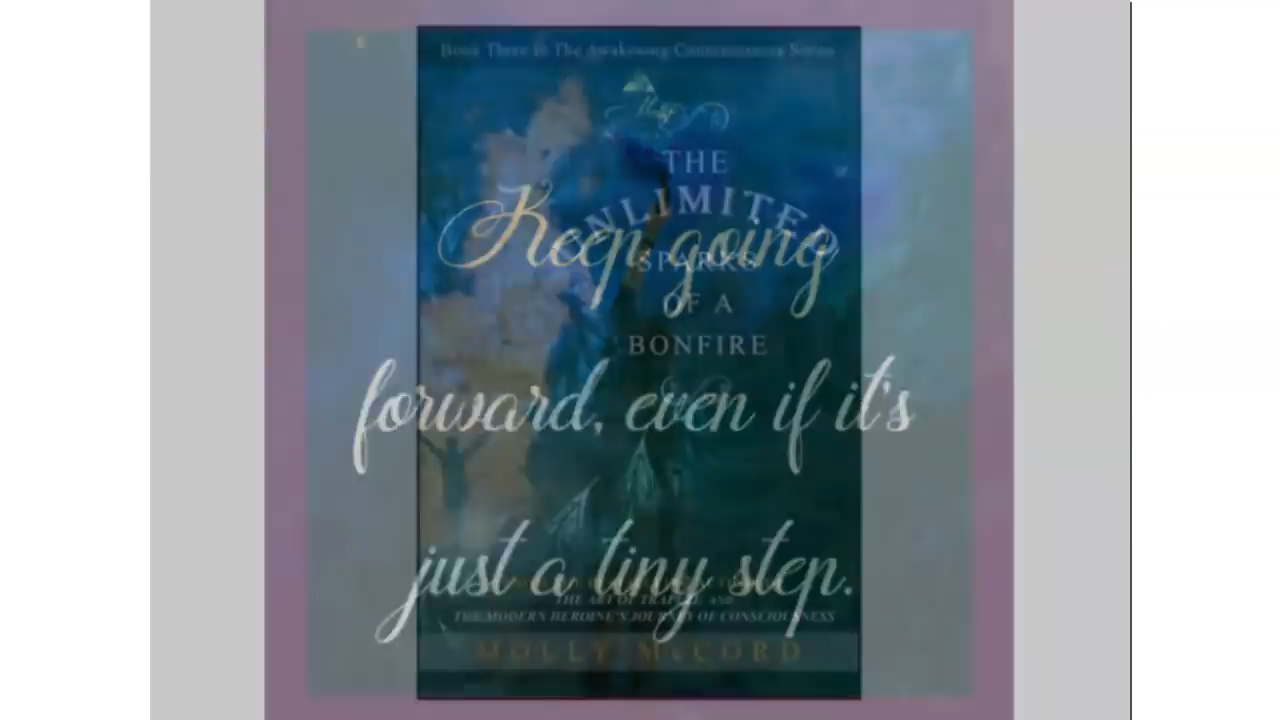 Book Three in The Awakening Consciousness Series
THE
UNLIMITED
Keep going
SPARKS
OF A
BONFIRE
forward, even if it's
just a tiny step.
THE ART OF TRAPEZE AND
THE MODERN HEROINE'S JOURNEY OF CONSCIOUSNESS
MOLLY McCORD